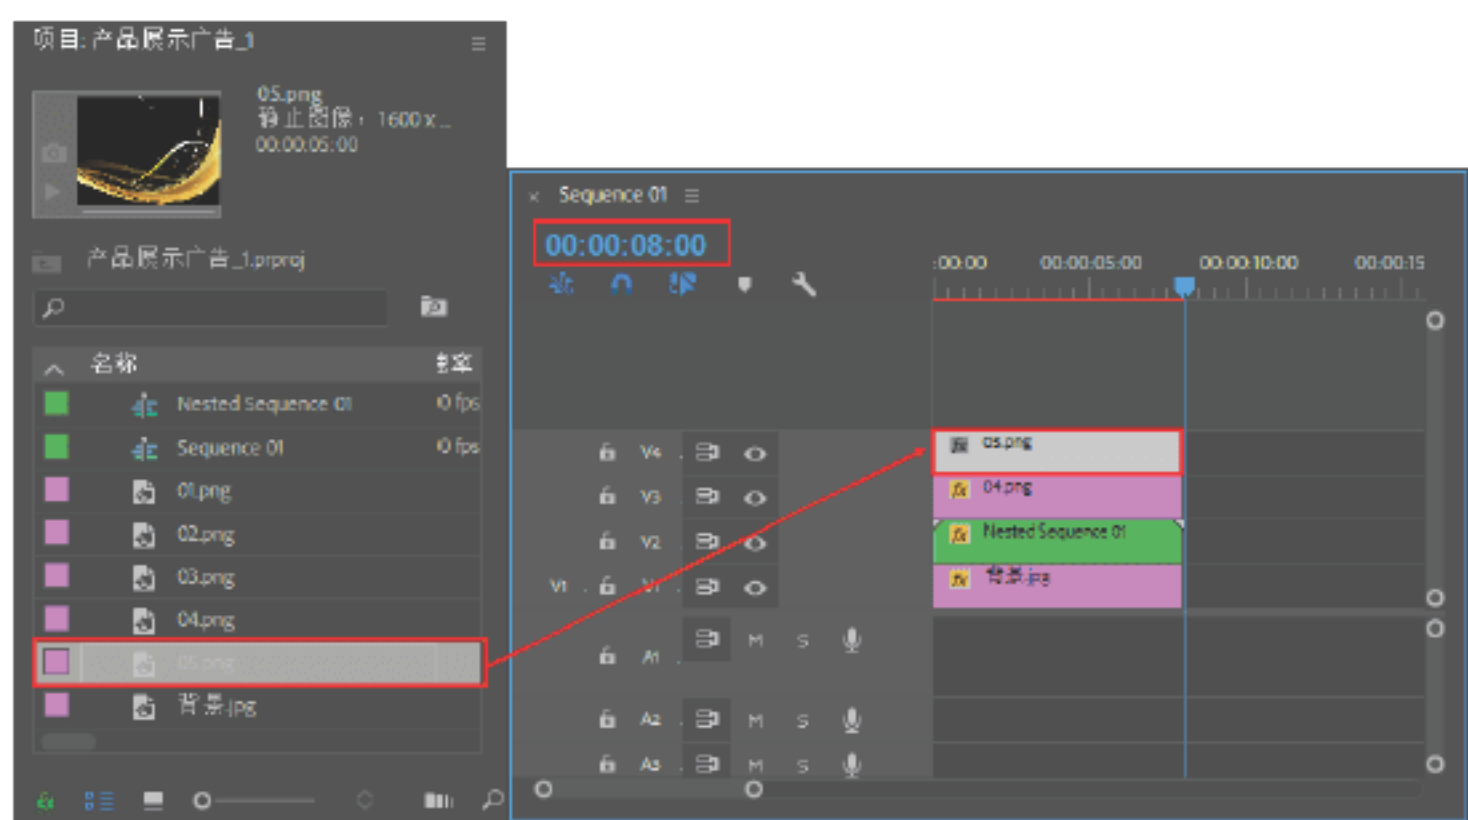 项目: 产品展示广告_1
05.png
静止图像, 1600 x ...
00:00:05:00
产品展示广告_1.prproj
名称
Nested Sequence 01
Sequence 01
01.png
02.png
03.png
04.png
05.png
背景.jpg
× Sequence 01
00:00:08:00
:00:00 00:00:05:00 00:00:10:00 00:00:15
V4 05.png
V3 04.png
V2 Nested Sequence 01
V1 V1 背景.jpg
A1 M S
A2 M S
A3 M S